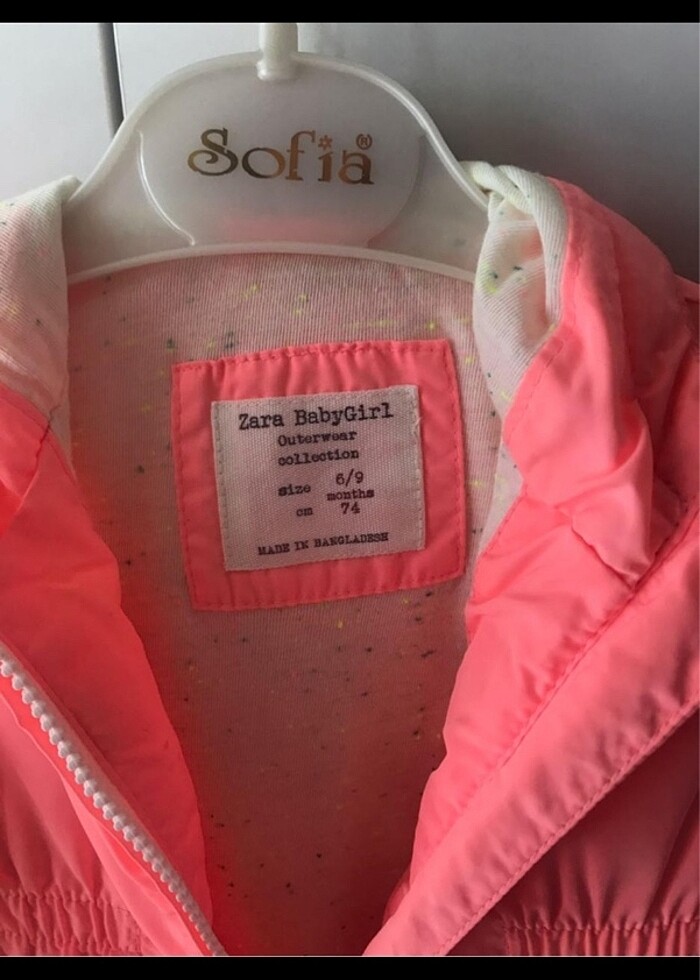 Sofia®
Zara BabyGirl
Outerwear
collection
size 6/9
months
cm 74
MADE IN BANGLADESH